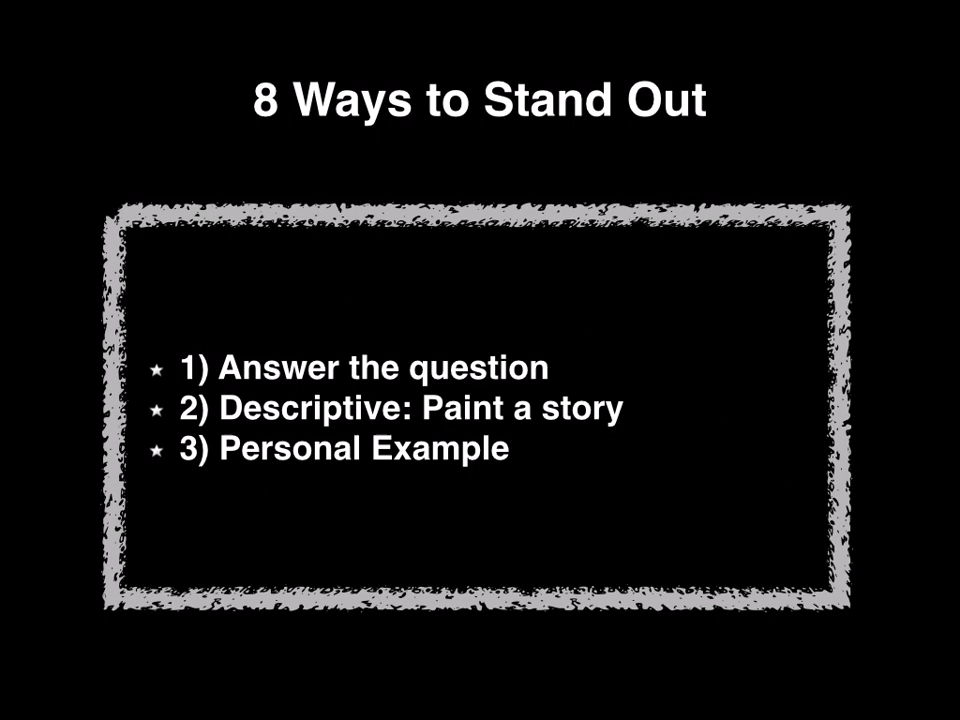 8 Ways to Stand Out
1) Answer the question
2) Descriptive: Paint a story
3) Personal Example